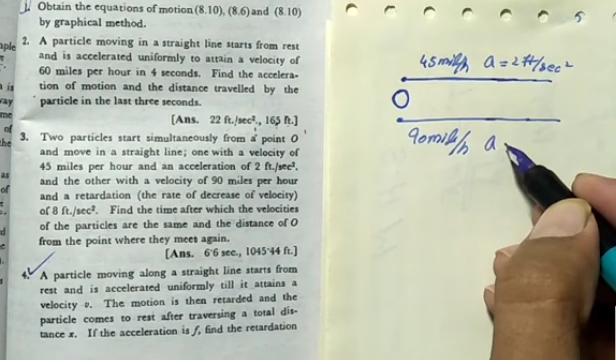 1. Obtain the equations of motion (8.10), (8.6) and (8.10)
by graphical method.
2. A particle moving in a straight line starts from rest
and is accelerated uniformly to attain a velocity of
60 miles per hour in 4 seconds. Find the accelera-
tion of motion and the distance travelled by the
particle in the last three seconds.
[Ans. 22 ft./sec²., 165 ft.]
3. Two particles start simultaneously from a point O
and move in a straight line; one with a velocity of
45 miles per hour and an acceleration of 2 ft./sec².
and the other with a velocity of 90 miles per hour
and a retardation (the rate of decrease of velocity)
of 8 ft./sec². Find the time after which the velocities
of the particles are the same and the distance of O
from the point where they meet again.
[Ans. 6·6 sec., 1045·44 ft.]
4. A particle moving along a straight line starts from
rest and is accelerated uniformly till it attains a
velocity v. The motion is then retarded and the
particle comes to rest after traversing a total dis-
tance x. If the acceleration is f, find the retardation
45 mile/h a = 2 ft/sec²
O
90 mile/h a